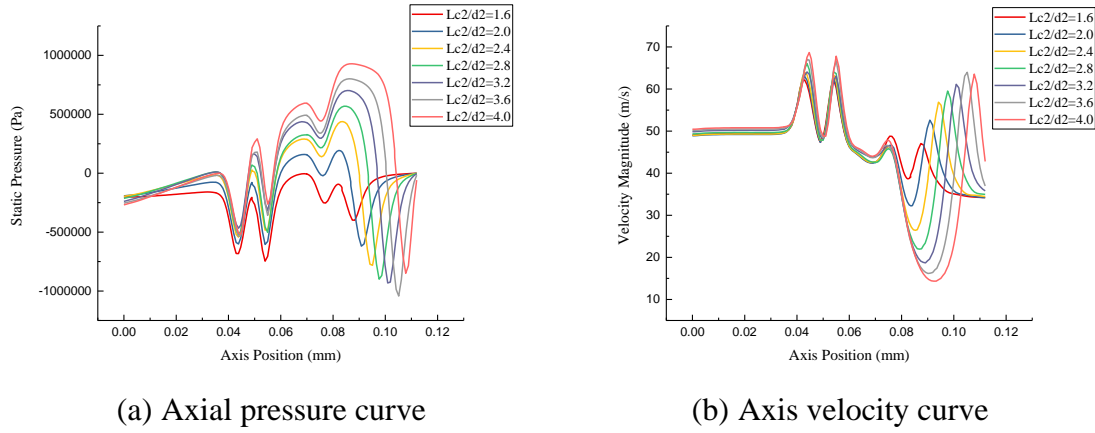 Lc2/d2=1.6
Lc2/d2=2.0
Lc2/d2=2.4
Lc2/d2=2.8
Lc2/d2=3.2
Lc2/d2=3.6
Lc2/d2=4.0
1000000
500000
0
-500000
-1000000
Static Pressure (Pa)
0.00 0.02 0.04 0.06 0.08 0.10 0.12
Axis Position (mm)
(a) Axial pressure curve
Lc2/d2=1.6
Lc2/d2=2.0
Lc2/d2=2.4
Lc2/d2=2.8
Lc2/d2=3.2
Lc2/d2=3.6
Lc2/d2=4.0
70
60
50
40
30
20
10
Velocity Magnitude (m/s)
0.00 0.02 0.04 0.06 0.08 0.10 0.12
Axis Position (mm)
(b) Axis velocity curve